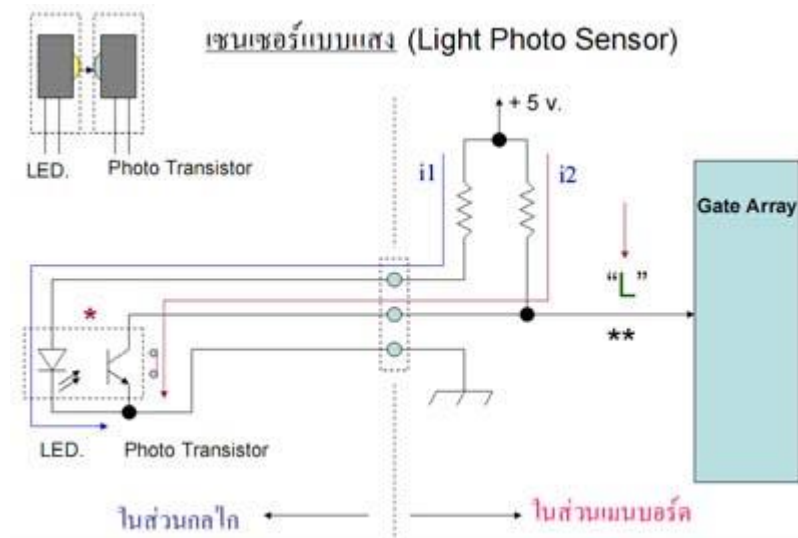 เซนเซอร์แบบแสง (Light Photo Sensor)
LED. Photo Transistor
+ 5 v.
i1 i2
Gate Array
"L"
*
**
LED. Photo Transistor
ในส่วนกลไก ในส่วนเมนบอร์ด